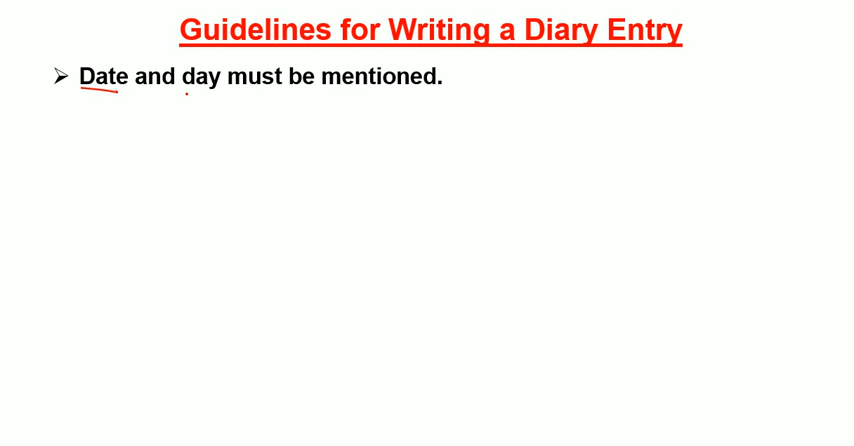 Guidelines for Writing a Diary Entry
➢ Date and day must be mentioned.